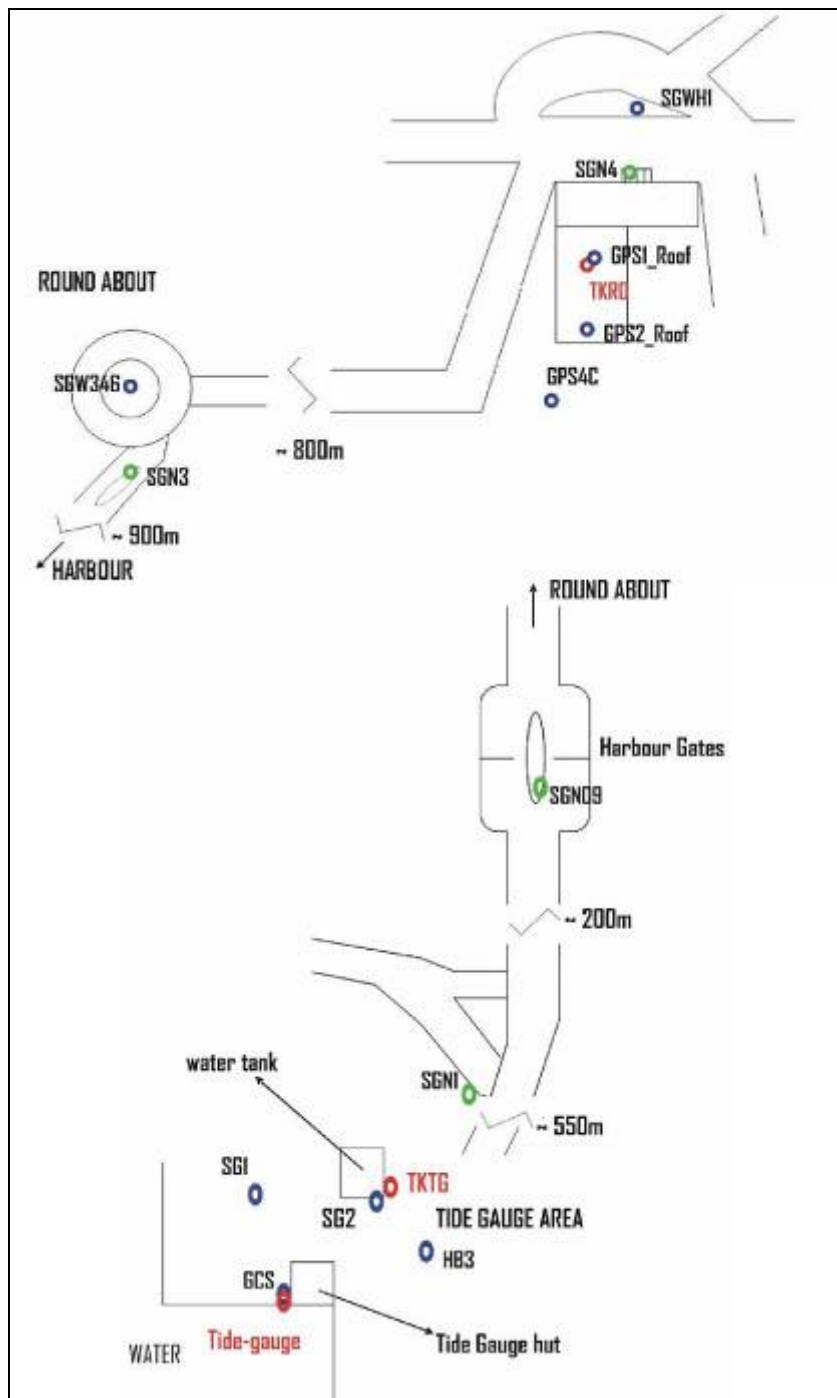 SGWH1
SGN4
GPS1_Roof
TKRO
GPS2_Roof
GPS4C
ROUND ABOUT
SGW346
~ 800m
SGN3
~ 900m
HARBOUR
ROUND ABOUT
Harbour Gates
SGN09
~ 200m
water tank
SGN1
~ 550m
SG1
TKTG
SG2
TIDE GAUGE AREA
HB3
GCS
Tide-gauge
Tide Gauge hut
WATER